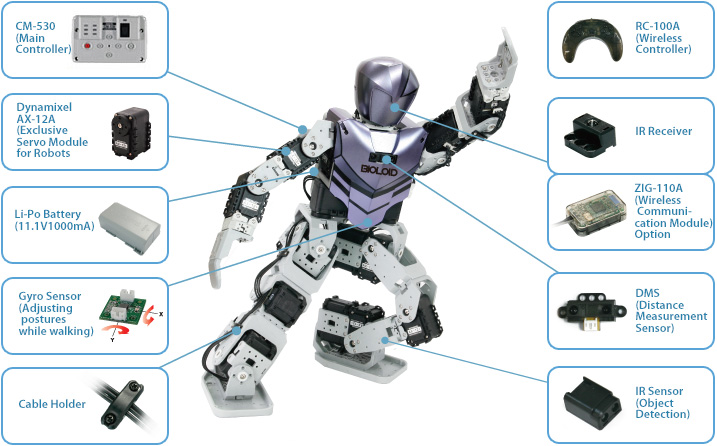 CM-530
(Main
Controller)
Dynamixel
AX-12A
(Exclusive
Servo Module
for Robots
Li-Po Battery
(11.1V1000mA)
Gyro Sensor
(Adjusting
postures
while walking)
X
Y
Cable Holder
BIOLOID
RC-100A
(Wireless
Controller)
IR Receiver
ZIG-110A
(Wireless
Communi-
cation Module)
Option
DMS
(Distance
Measurement
Sensor)
IR Sensor
(Object
Detection)